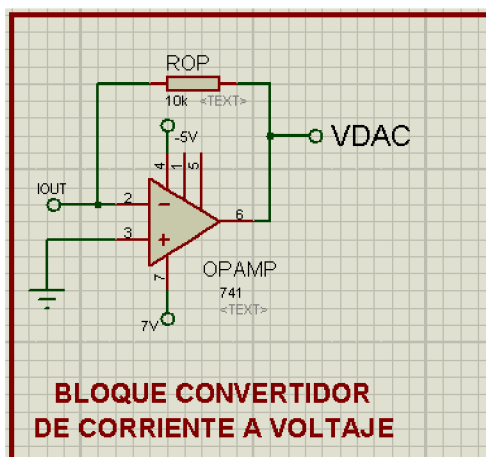 ROP
10k <TEXT>
-5V
VDAC
4 1 5
IOUT
2
6
3
OPAMP
7
741
<TEXT>
7V
BLOQUE CONVERTIDOR
DE CORRIENTE A VOLTAJE